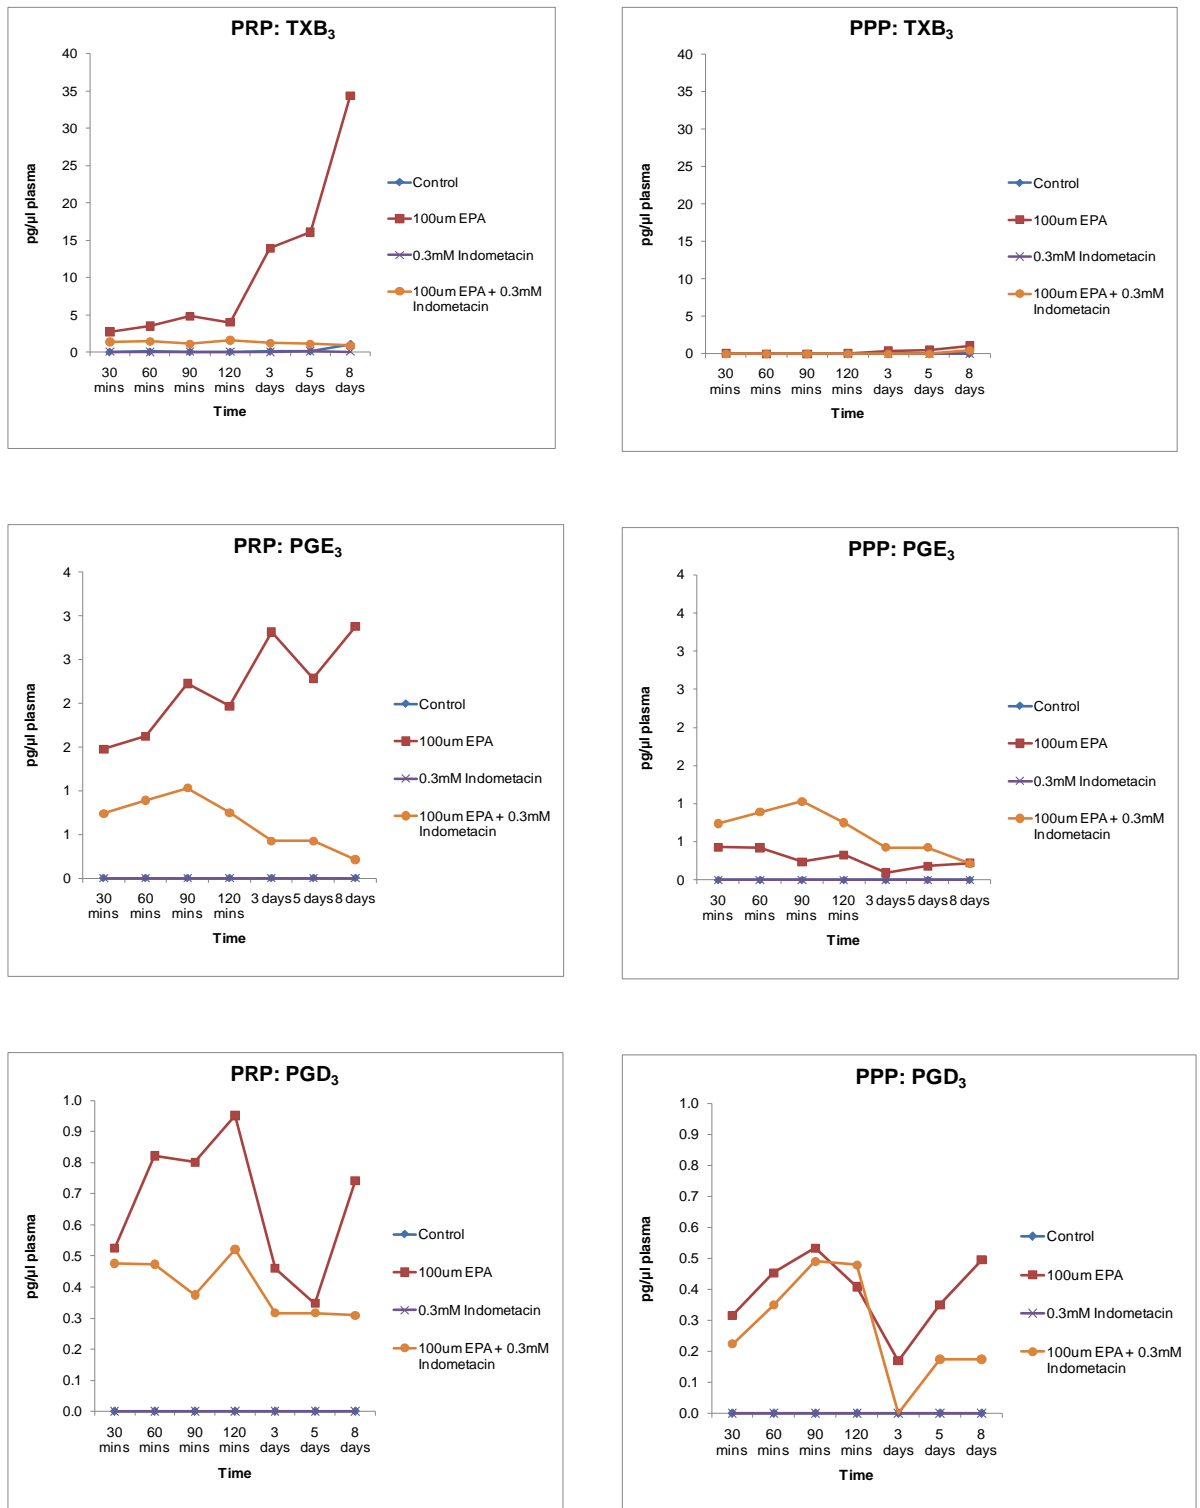 PRP: TXB₃
40
35
30
25
20
15
10
5
0
pg/µl plasma
30 mins
60 mins
90 mins
120 mins
3 days
5 days
8 days
Time
Control
100um EPA
0.3mM Indometacin
100um EPA + 0.3mM
Indometacin
PPP: TXB₃
40
35
30
25
20
15
10
5
0
pg/µl plasma
30 mins
60 mins
90 mins
120 mins
3 days
5 days
8 days
Time
Control
100um EPA
0.3mM Indometacin
100um EPA + 0.3mM
Indometacin
PRP: PGE₃
4
3
3
2
2
1
1
0
pg/µl plasma
30 mins
60 mins
90 mins
120 mins
3 days
5 days
8 days
Time
Control
100um EPA
0.3mM Indometacin
100um EPA + 0.3mM
Indometacin
PPP: PGE₃
4
4
3
3
2
2
1
1
0
pg/µl plasma
30 mins
60 mins
90 mins
120 mins
3 days
5 days
8 days
Time
Control
100um EPA
0.3mM Indometacin
100um EPA + 0.3mM
Indometacin
PRP: PGD₃
1.0
0.9
0.8
0.7
0.6
0.5
0.4
0.3
0.2
0.1
0.0
pg/µl plasma
30 mins
60 mins
90 mins
120 mins
3 days
5 days
8 days
Time
Control
100um EPA
0.3mM Indometacin
100um EPA + 0.3mM
Indometacin
PPP: PGD₃
1.0
0.9
0.8
0.7
0.6
0.5
0.4
0.3
0.2
0.1
0.0
pg/µl plasma
30 mins
60 mins
90 mins
120 mins
3 days
5 days
8 days
Time
Control
100um EPA
0.3mM Indometacin
100um EPA + 0.3mM
Indometacin